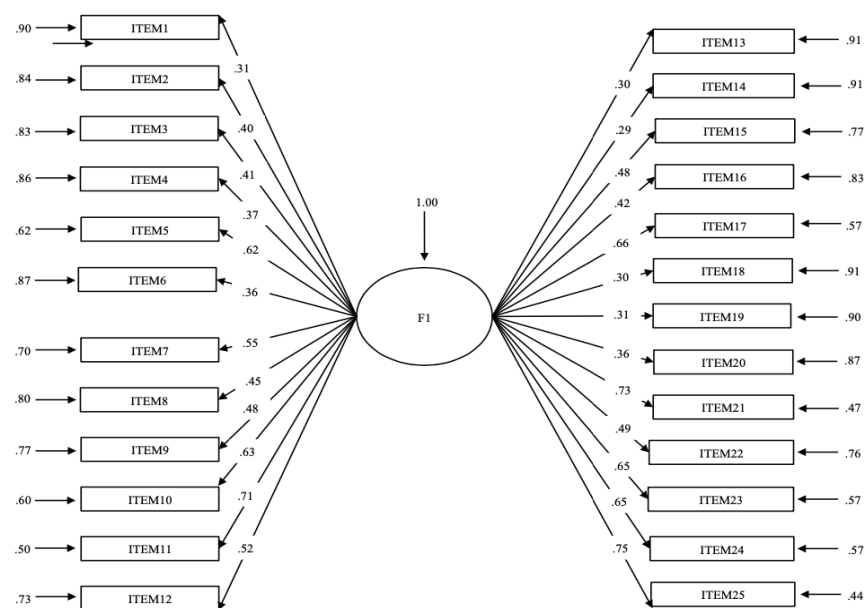 .90 ITEM1 .31
.84 ITEM2 .40
.83 ITEM3 .41
.86 ITEM4 .37
.62 ITEM5 .62
.87 ITEM6 .36
.70 ITEM7 .55
.80 ITEM8 .45
.77 ITEM9 .48
.60 ITEM10 .63
.50 ITEM11 .71
.73 ITEM12 .52
1.00
F1
.30 ITEM13 .91
.29 ITEM14 .91
.48 ITEM15 .77
.42 ITEM16 .83
.66 ITEM17 .57
.30 ITEM18 .91
.31 ITEM19 .90
.36 ITEM20 .87
.73 ITEM21 .47
.49 ITEM22 .76
.65 ITEM23 .57
.65 ITEM24 .57
.75 ITEM25 .44